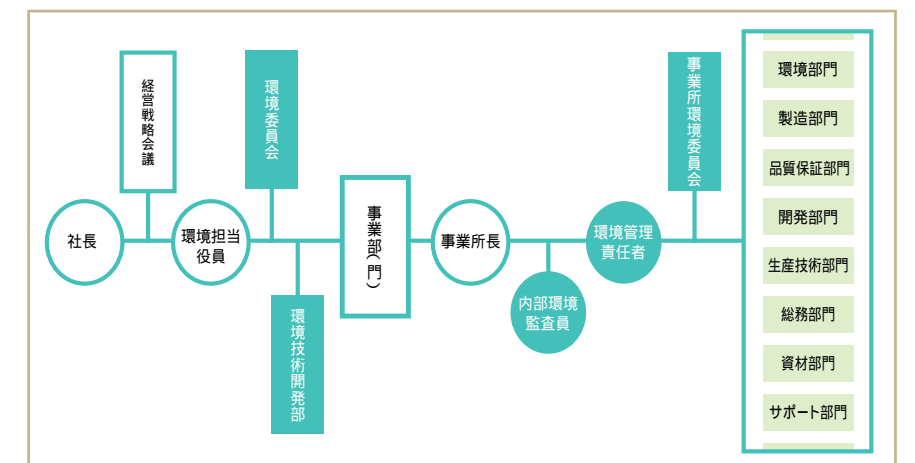 社長
経営戦略会議
環境担当
役員
環境委員会
環境技術開発部
事業部(門)
事業所長
内部環境
監査員
環境管理
責任者
事業所環境委員会
環境部門
製造部門
品質保証部門
開発部門
生産技術部門
総務部門
資材部門
サポート部門